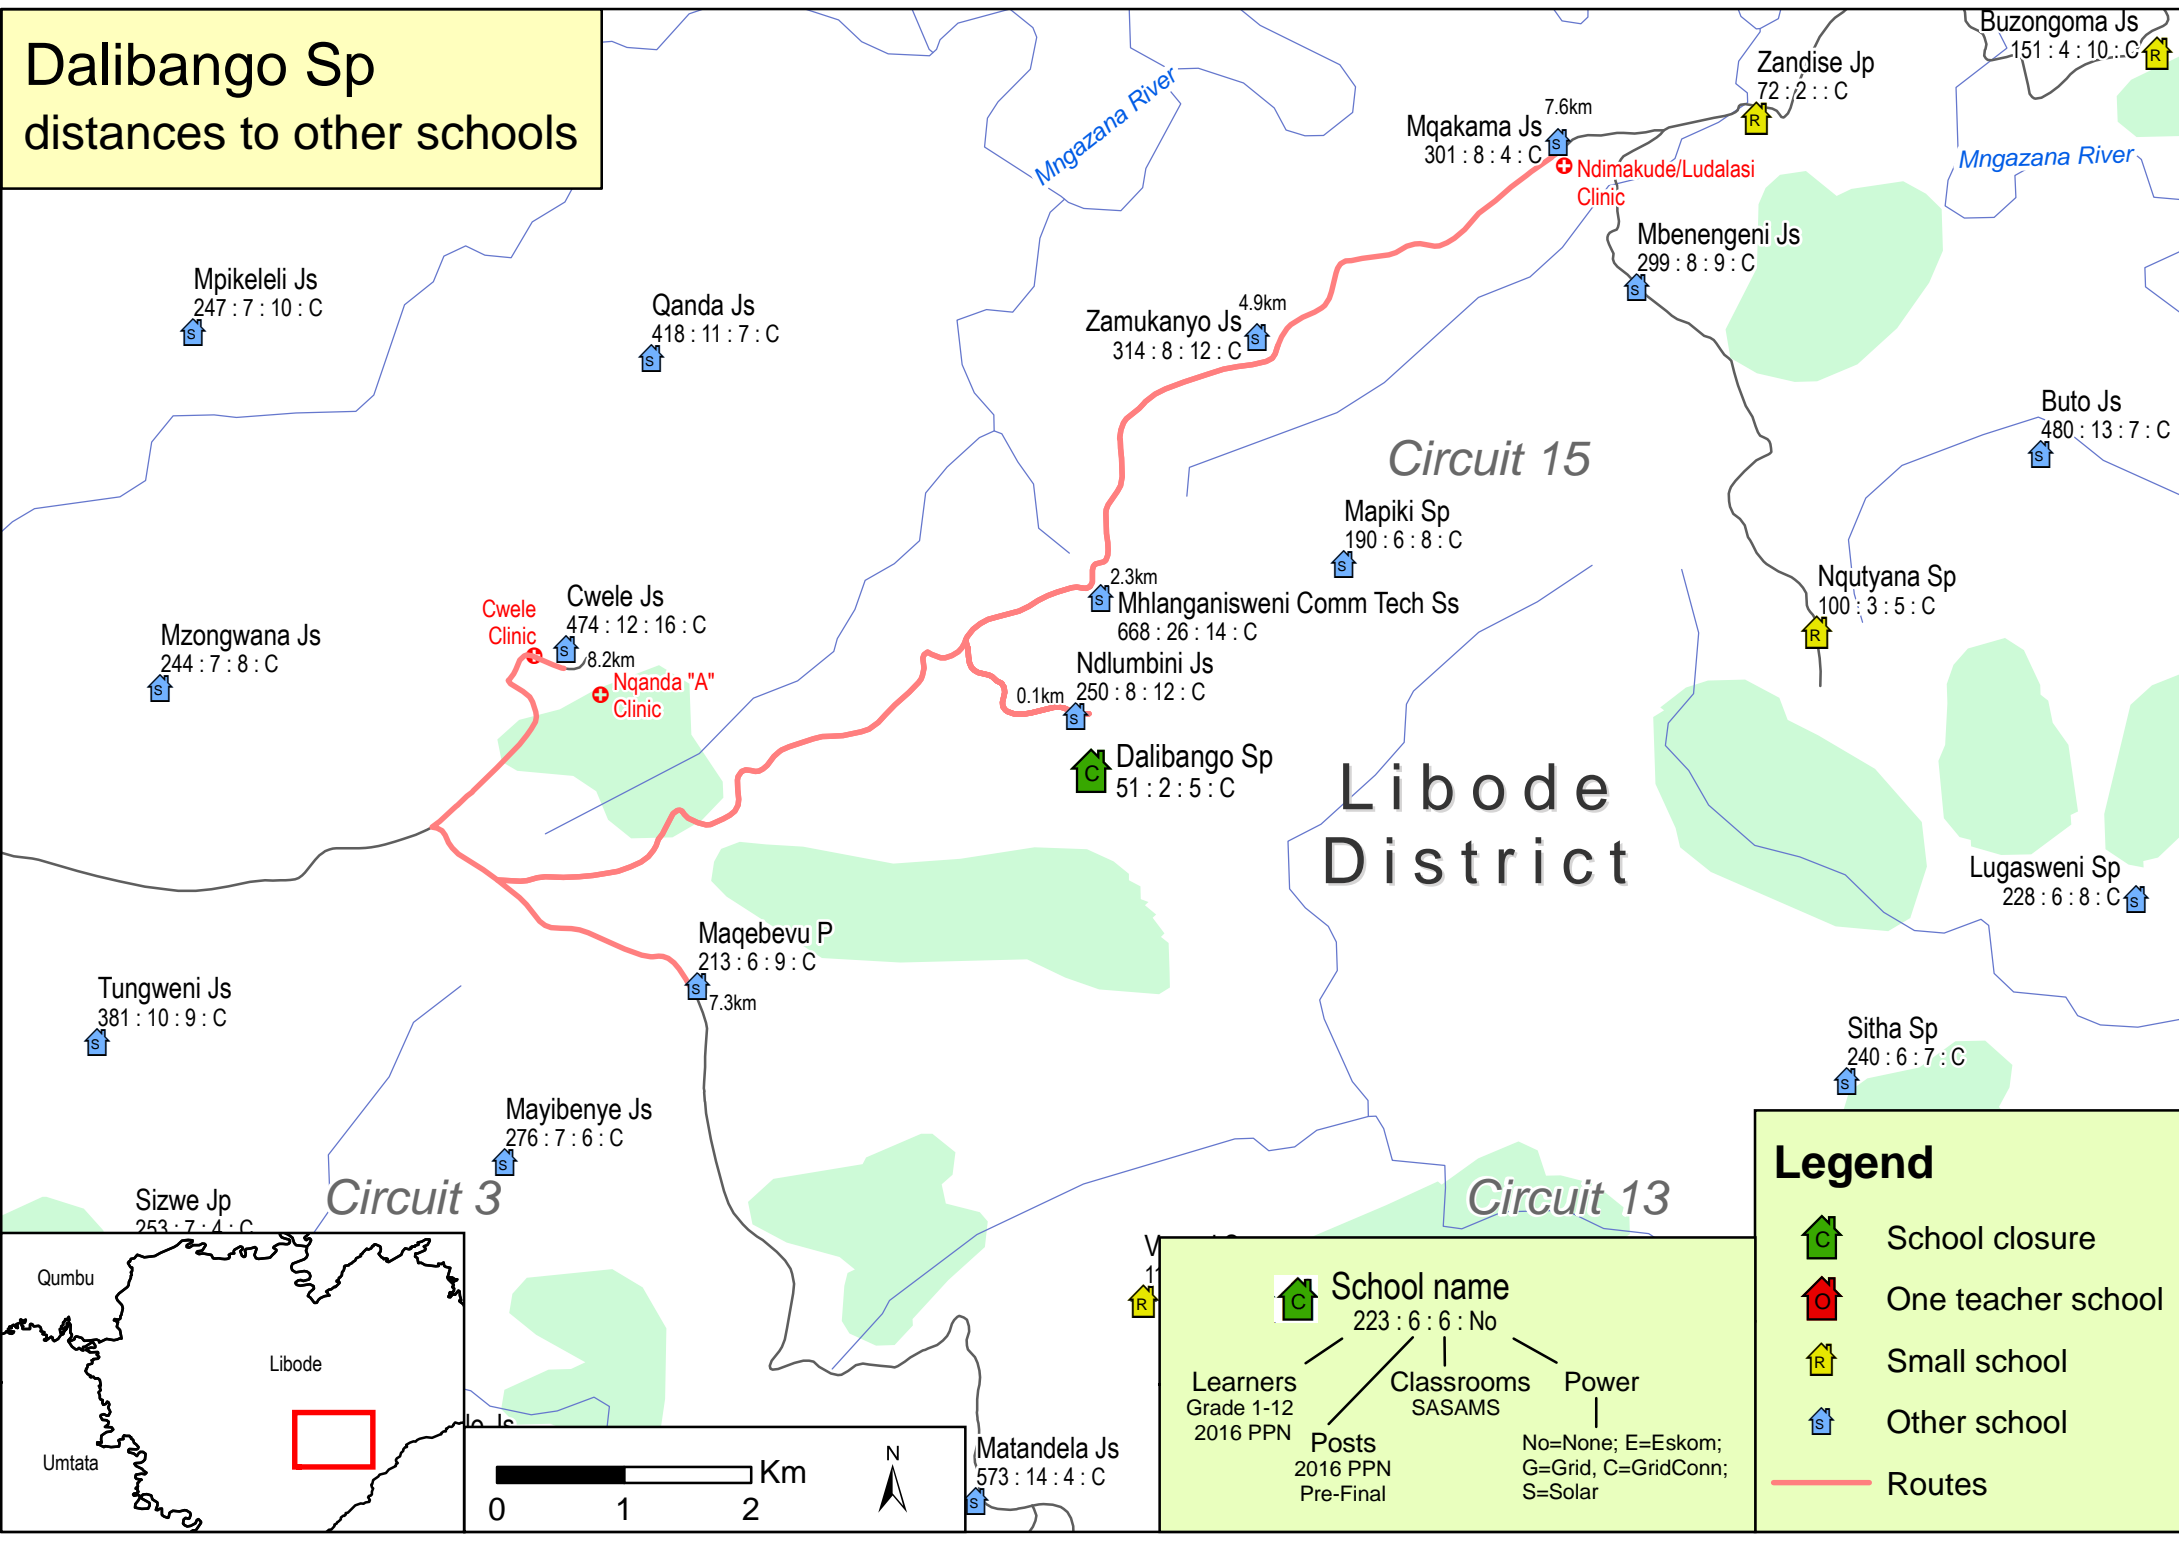 Dalibango Sp
distances to other schools
Buzongoma Js
151 : 4 : 10 : C
R
Zandise Jp
72 : 2 : : C
R
Mngazana River
7.6km
Mqakama Js
301 : 8 : 4 : C
S
Ndimakude/Ludalasi
Clinic
Mngazana River
Mbenengeni Js
299 : 8 : 9 : C
S
Mpikeleli Js
247 : 7 : 10 : C
S
Qanda Js
418 : 11 : 7 : C
S
4.9km
Zamukanyo Js
314 : 8 : 12 : C
S
Buto Js
480 : 13 : 7 : C
S
Circuit 15
Mapiki Sp
190 : 6 : 8 : C
S
Nqutyana Sp
100 : 3 : 5 : C
R
2.3km
S
Mhlanganisweni Comm Tech Ss
668 : 26 : 14 : C
Cwele
Clinic
Cwele Js
474 : 12 : 16 : C
S
8.2km
Mzongwana Js
244 : 7 : 8 : C
S
Nqanda "A"
Clinic
Ndlumbini Js
0.1km
250 : 8 : 12 : C
S
Dalibango Sp
51 : 2 : 5 : C
C
Libode
District
Lugasweni Sp
228 : 6 : 8 : C
S
Maqebevu P
213 : 6 : 9 : C
S
7.3km
Tungweni Js
381 : 10 : 9 : C
S
Sitha Sp
240 : 6 : 7 : C
S
Mayibenye Js
276 : 7 : 6 : C
S
Circuit 3
Circuit 13
Sizwe Jp
253 : 7 : 4 : C
R
Qumbu
Libode
Umtata
Km
0
1
2
N
Matandela Js
573 : 14 : 4 : C
S
C
School name
223 : 6 : 6 : No
Learners
Grade 1-12
2016 PPN
Posts
2016 PPN
Pre-Final
Classrooms
SASAMS
Power
No=None; E=Eskom;
G=Grid, C=GridConn;
S=Solar
Legend
C
School closure
O
One teacher school
R
Small school
S
Other school
Routes